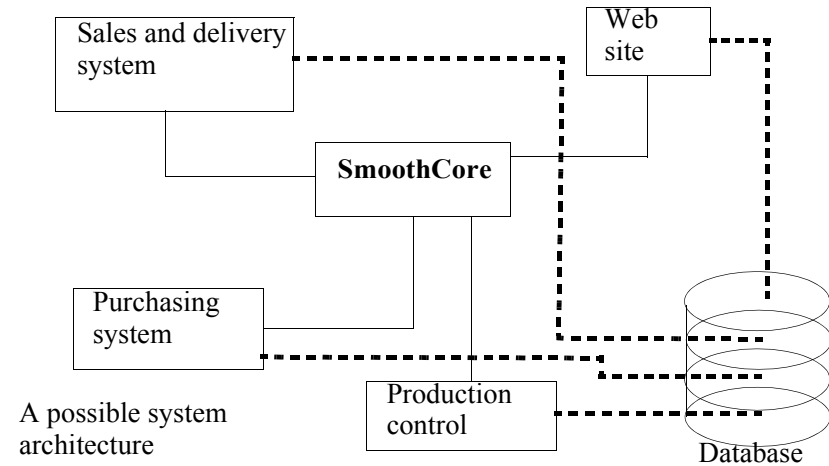 Sales and delivery
system
Web
site
SmoothCore
Purchasing
system
Production
control
A possible system
architecture
Database